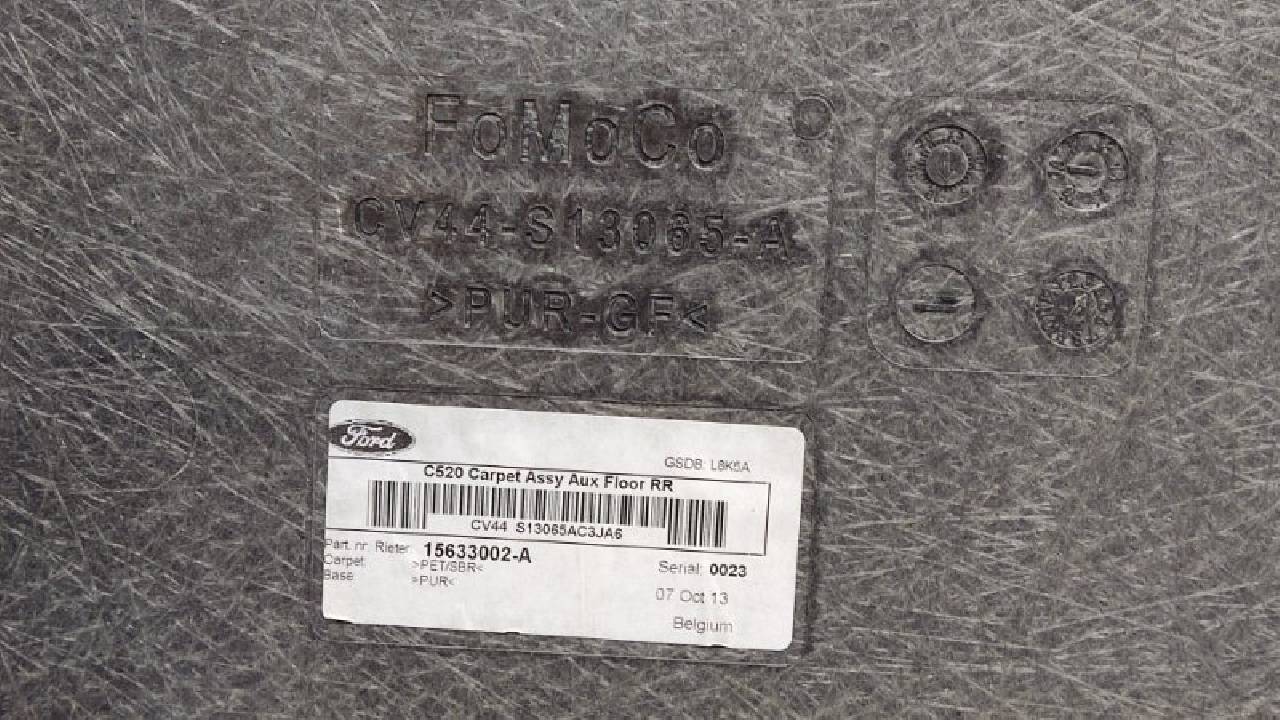 FoMoCo
CV44-S13065-A
>PUR-GF<
Ford
GSDB: L8K5A
C520 Carpet Assy Aux Floor RR
CV44 S13065AC3JA6
Part. nr. Rieter: 15633002-A
Carpet: >PET/SBR<
Base: >PUR<
Serial: 0023
07 Oct 13
Belgium